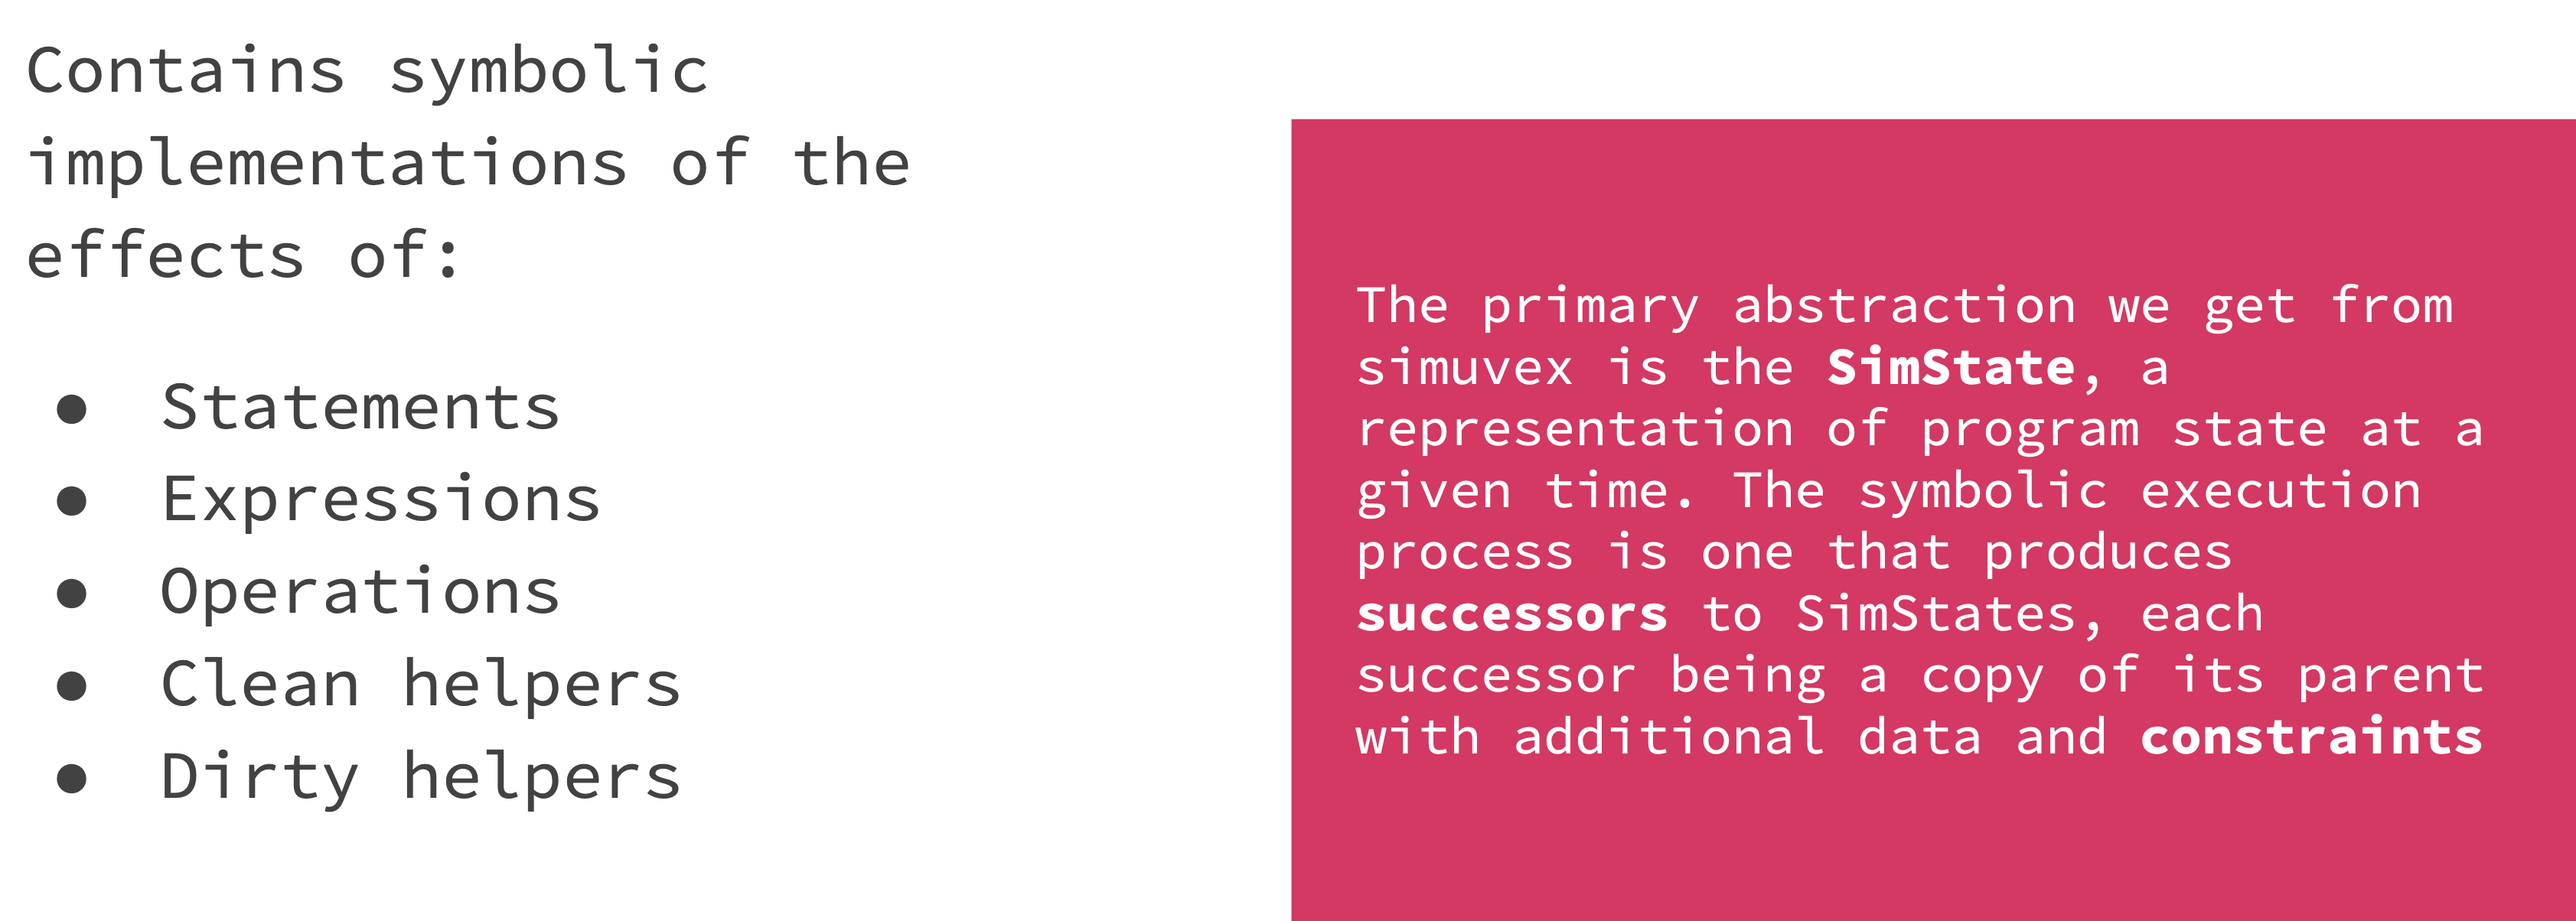 Contains symbolic
implementations of the
effects of:
● Statements
● Expressions
● Operations
● Clean helpers
● Dirty helpers
The primary abstraction we get from
simuvex is the SimState, a
representation of program state at a
given time. The symbolic execution
process is one that produces
successors to SimStates, each
successor being a copy of its parent
with additional data and constraints